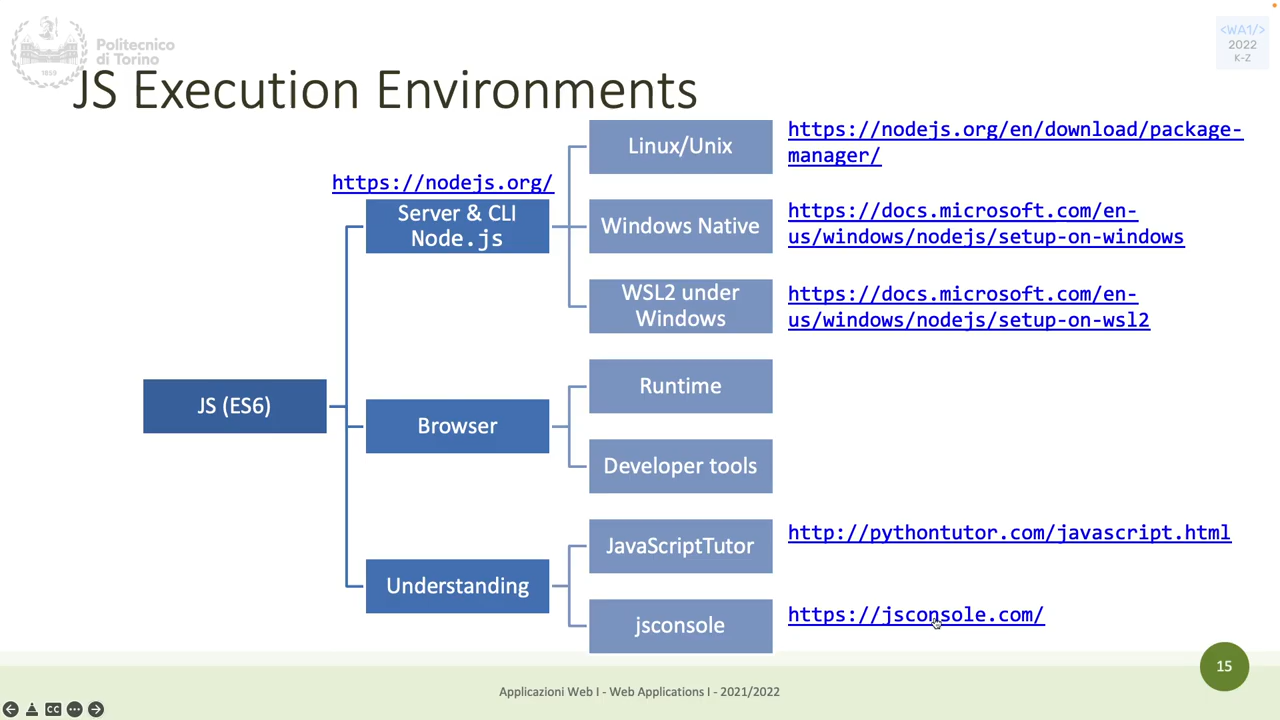 Politecnico
di Torino
1859
<WA1/>
2022
K-Z
JS Execution Environments
https://nodejs.org/
Server & CLI
Node.js
Linux/Unix
https://nodejs.org/en/download/package-
manager/
Windows Native
https://docs.microsoft.com/en-
us/windows/nodejs/setup-on-windows
WSL2 under
Windows
https://docs.microsoft.com/en-
us/windows/nodejs/setup-on-wsl2
JS (ES6)
Browser
Runtime
Developer tools
Understanding
JavaScriptTutor
http://pythontutor.com/javascript.html
jsconsole
https://jsconsole.com/
15
Applicazioni Web I - Web Applications I - 2021/2022
CC